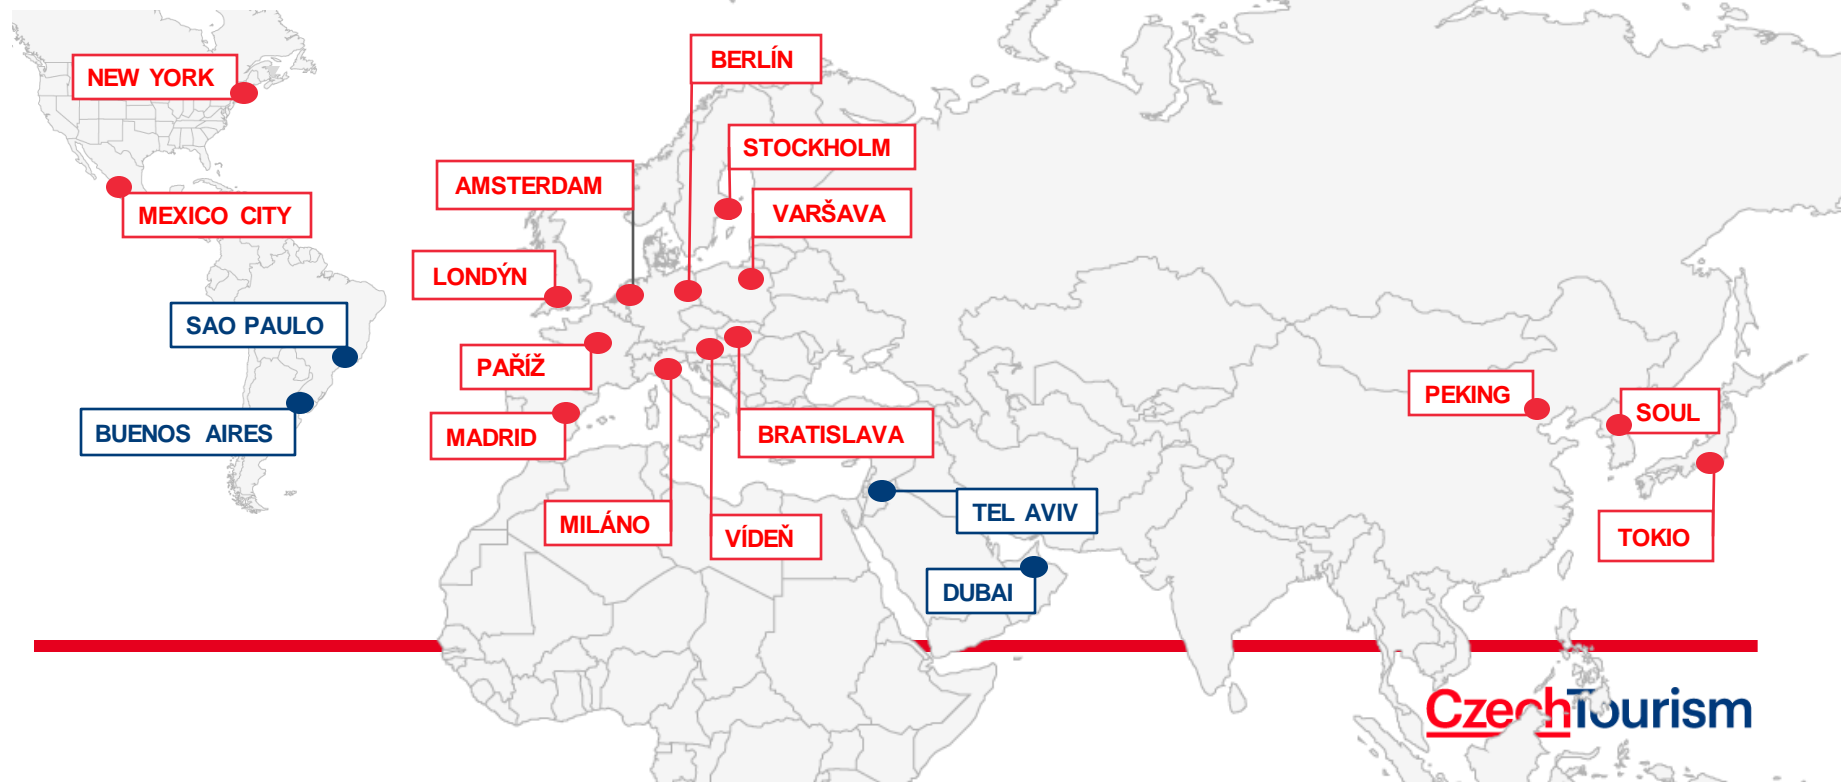 BERLÍN
NEW YORK
STOCKHOLM
AMSTERDAM
VARŠAVA
MEXICO CITY
LONDÝN
SAO PAULO
PAŘÍŽ
PEKING
SOUL
BUENOS AIRES
MADRID
BRATISLAVA
TEL AVIV
MILÁNO
VÍDEŇ
TOKIO
DUBAI
CzechTourism